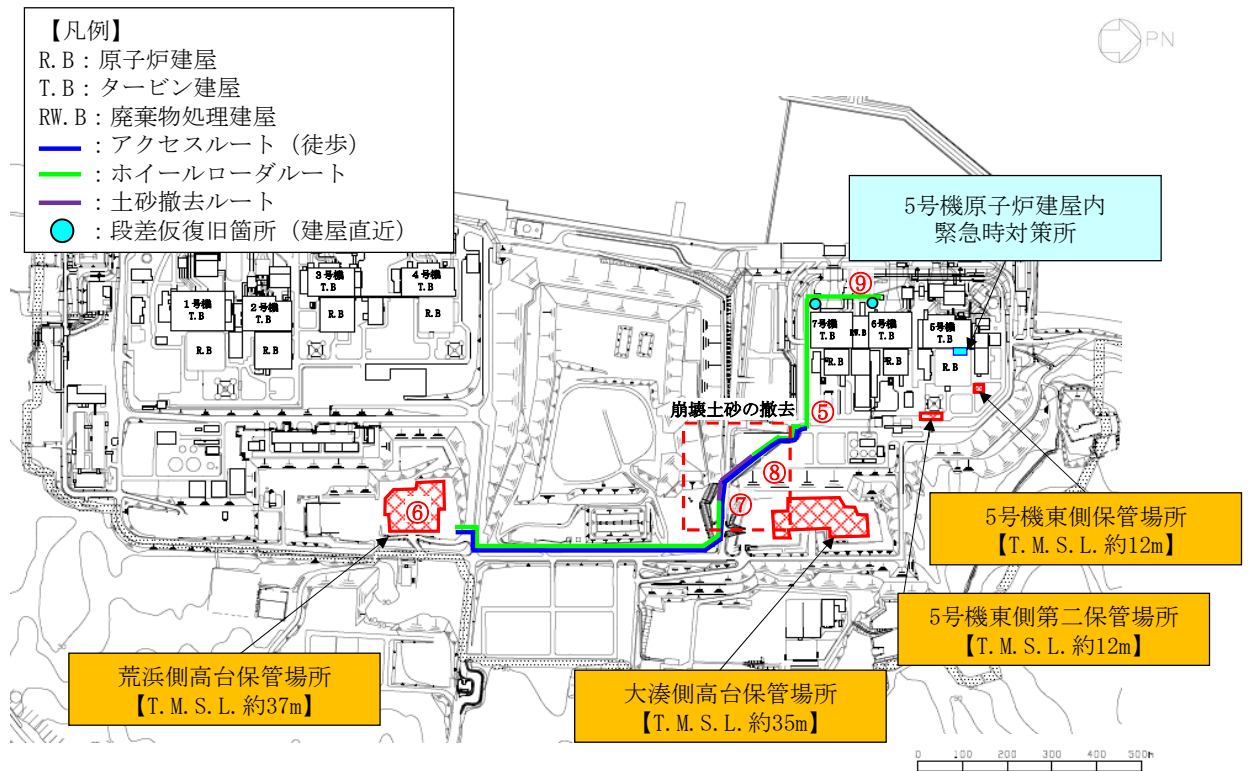 【凡例】
R.B：原子炉建屋
T.B：タービン建屋
RW.B：廃棄物処理建屋
：アクセスルート（徒歩）
：ホイールローダルート
：土砂撤去ルート
：段差仮復旧箇所（建屋直近）
PN
5号機原子炉建屋内
緊急時対策所
1号機
T.B
R.B
2号機
T.B
R.B
3号機
T.B
R.B
4号機
T.B
R.B
⑨
7号機
T.B
R.B
RW.B
6号機
T.B
R.B
5号機
T.B
R.B
崩壊土砂の撤去
⑤
⑧
⑦
⑥
5号機東側保管場所
【T.M.S.L.約12m】
5号機東側第二保管場所
【T.M.S.L.約12m】
荒浜側高台保管場所
【T.M.S.L.約37m】
大湊側高台保管場所
【T.M.S.L.約35m】
0 100 200 300 400 500m